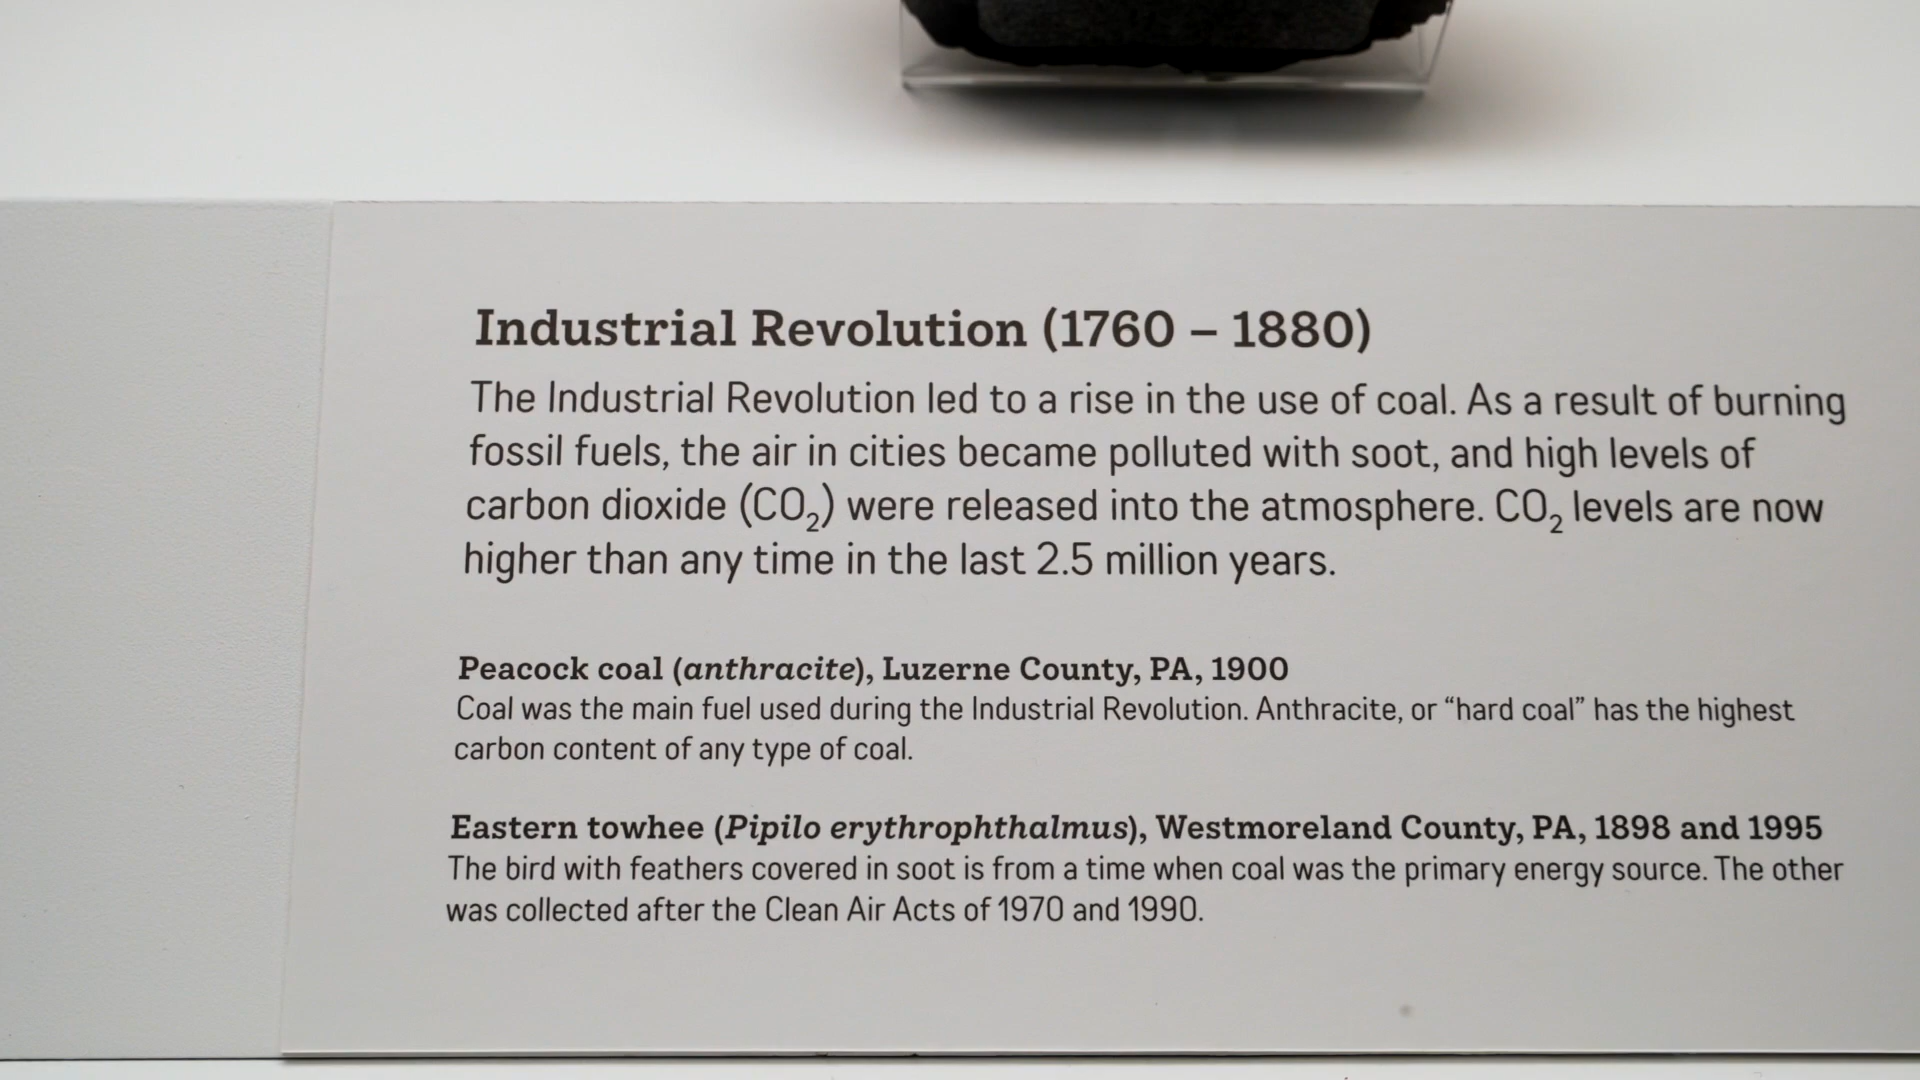 Industrial Revolution (1760 – 1880)
The Industrial Revolution led to a rise in the use of coal. As a result of burning
fossil fuels, the air in cities became polluted with soot, and high levels of
carbon dioxide (CO₂) were released into the atmosphere. CO₂ levels are now
higher than any time in the last 2.5 million years.
Peacock coal (anthracite), Luzerne County, PA, 1900
Coal was the main fuel used during the Industrial Revolution. Anthracite, or “hard coal” has the highest
carbon content of any type of coal.
Eastern towhee (Pipilo erythrophthalmus), Westmoreland County, PA, 1898 and 1995
The bird with feathers covered in soot is from a time when coal was the primary energy source. The other
was collected after the Clean Air Acts of 1970 and 1990.